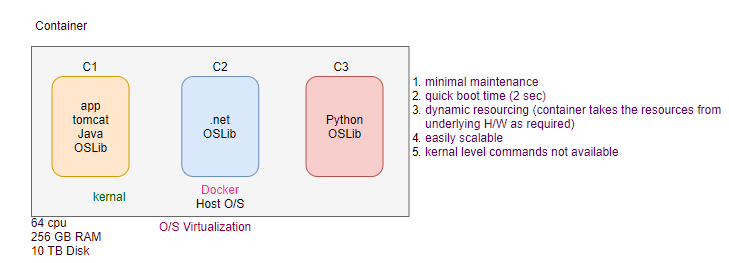 Container
C1
C2
C3
app
tomcat
Java
OSLib
.net
OSLib
Python
OSLib
kernal
Docker
Host O/S
64 cpu
256 GB RAM
10 TB Disk
O/S Virtualization
1. minimal maintenance
2. quick boot time (2 sec)
3. dynamic resourcing (container takes the resources from
underlying H/W as required)
4. easily scalable
5. kernal level commands not available